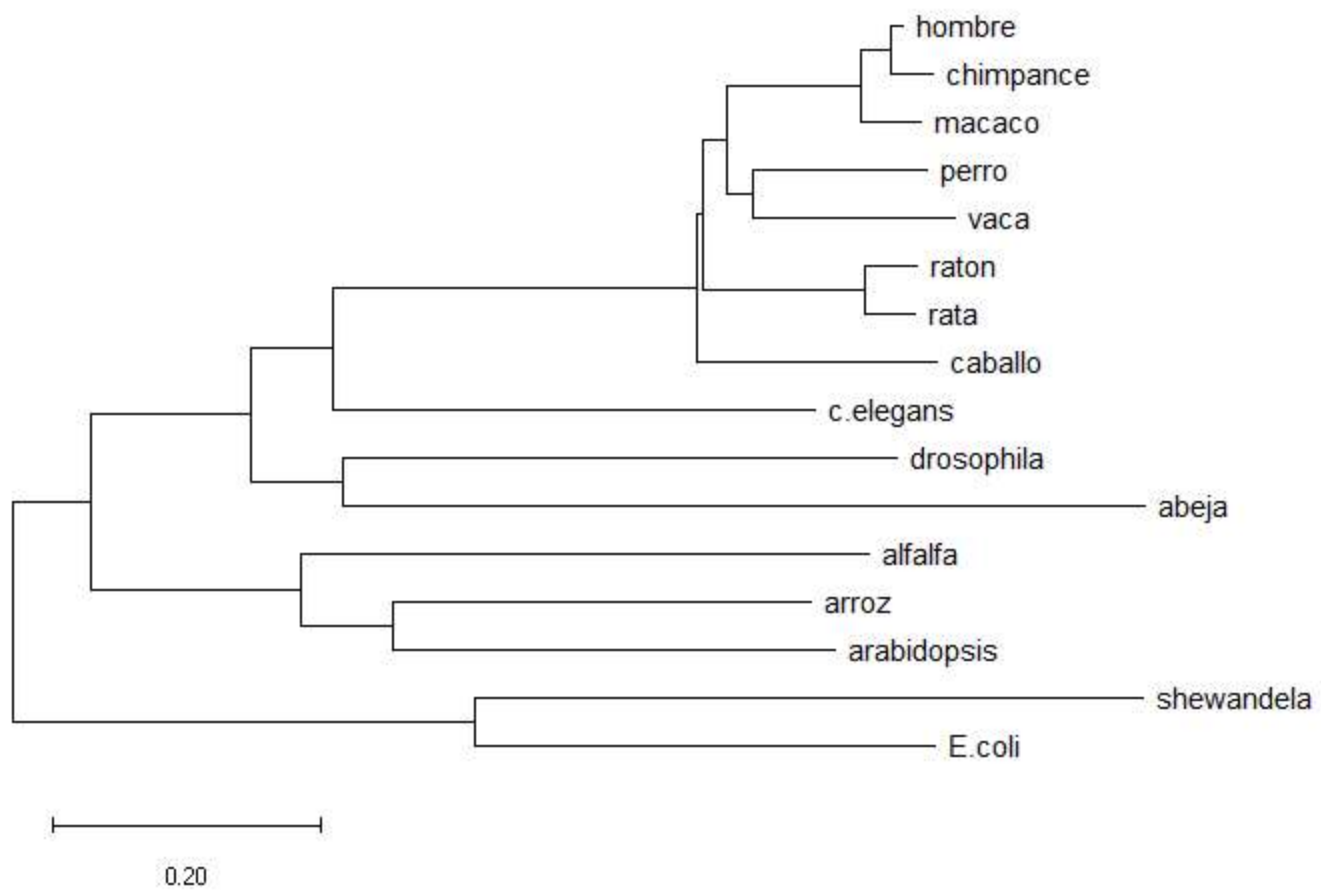 hombre
chimpance
macaco
perro
vaca
raton
rata
caballo
c.elegans
drosophila
abeja
alfalfa
arroz
arabidopsis
shewandela
E.coli
0.20